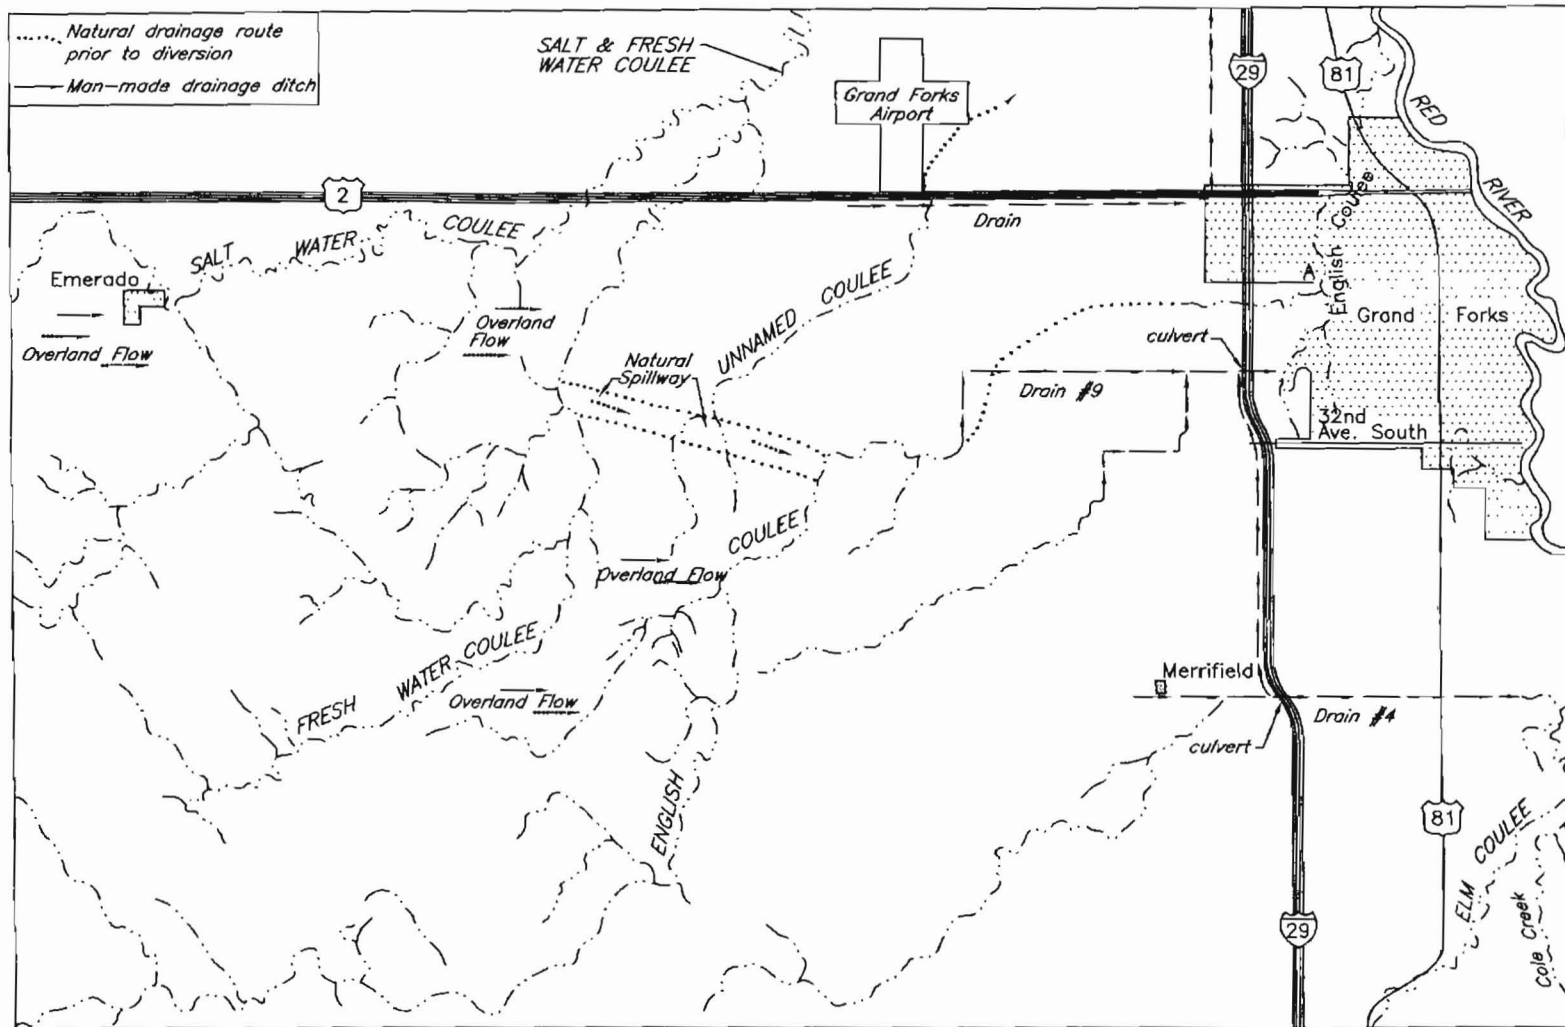 Natural drainage route
prior to diversion
Man-made drainage ditch
SALT & FRESH
WATER COULEE
Grand Forks
Airport
29
81
RED
RIVER
2
Drain
English Coulee
SALT WATER COULEE
Emerado
Overland Flow
Overland
Flow
UNNAMED COULEE
A
Grand Forks
culvert
Natural
Spillway
Drain #9
32nd
Ave. South
COULEE
Overland Flow
FRESH WATER COULEE
Overland Flow
Merrifield
Drain #4
culvert
ENGLISH
81
ELM COULEE
29
Cole Creek